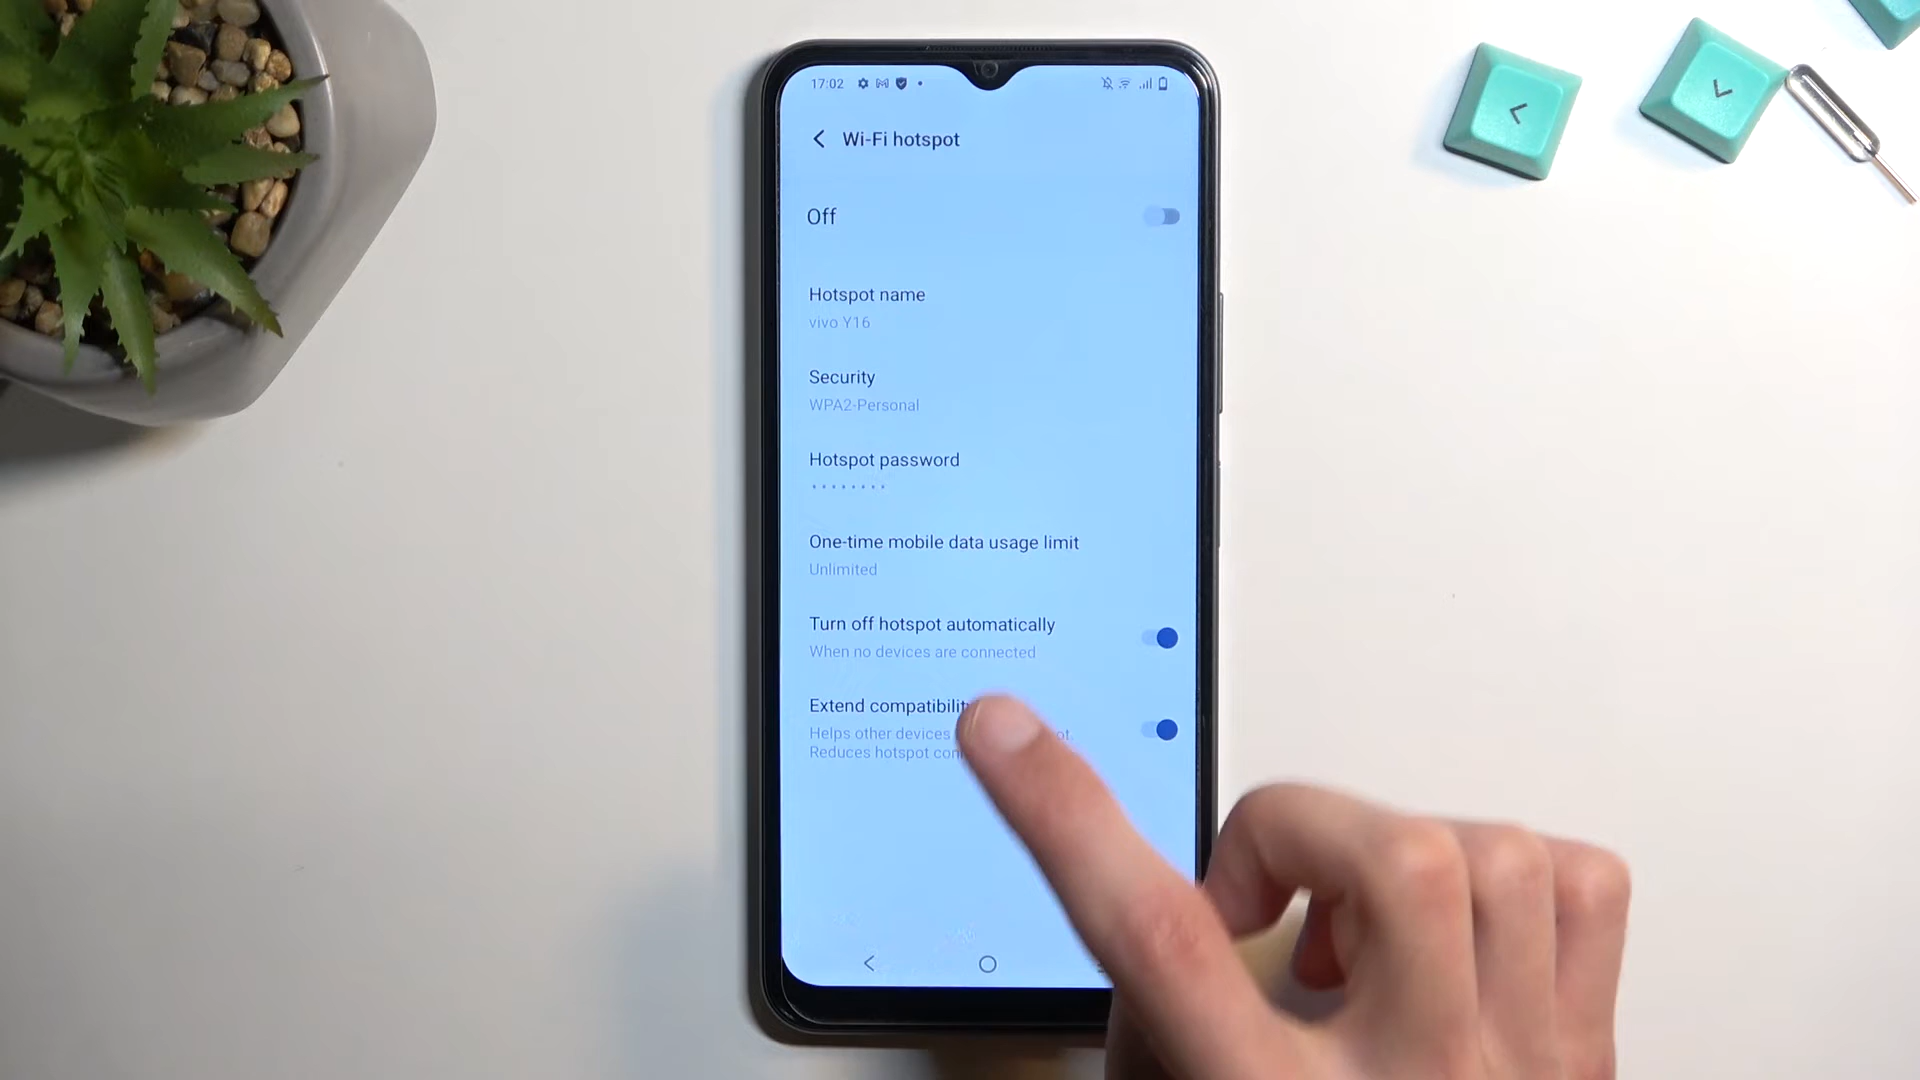 17:02
Wi-Fi hotspot
Off
Hotspot name
vivo Y16
Security
WPA2-Personal
Hotspot password
One-time mobile data usage limit
Unlimited
Turn off hotspot automatically
When no devices are connected
Extend
Helps other devices
Reduces hotspot